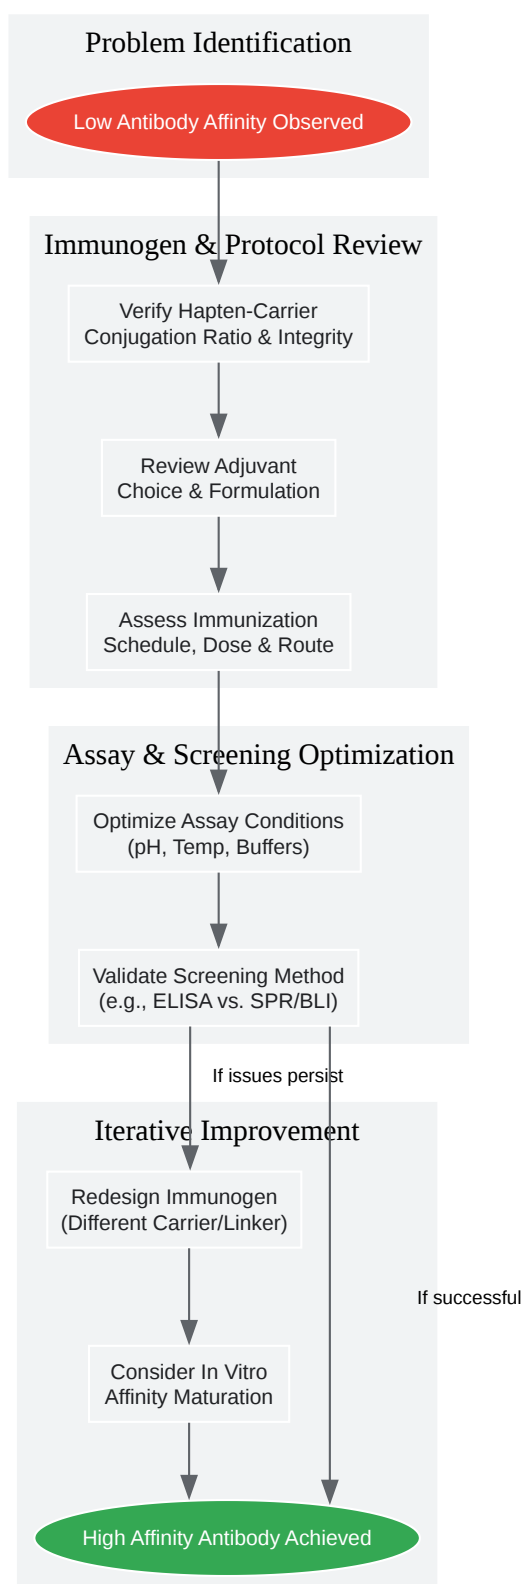 Problem Identification
Low Antibody Affinity Observed
Immunogen & Protocol Review
Verify Hapten-Carrier
Conjugation Ratio & Integrity
Review Adjuvant
Choice & Formulation
Assess Immunization
Schedule, Dose & Route
Assay & Screening Optimization
Optimize Assay Conditions
(pH, Temp, Buffers)
Validate Screening Method
(e.g., ELISA vs. SPR/BLI)
If issues persist
Iterative Improvement
Redesign Immunogen
(Different Carrier/Linker)
If successful
Consider In Vitro
Affinity Maturation
High Affinity Antibody Achieved